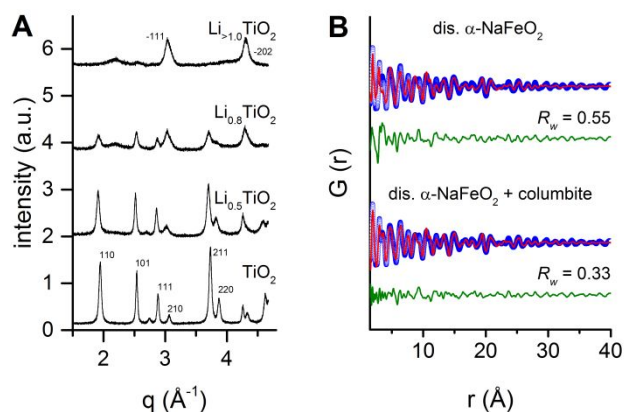 A
intensity (a.u.)
6
5
4
3
2
1
0
Li>1.0TiO2
-111
-202
Li0.8TiO2
Li0.5TiO2
TiO2
110
101
111
210
211
220
2
3
4
q (Å-1)
B
G (r)
dis. α-NaFeO2
Rw = 0.55
dis. α-NaFeO2 + columbite
Rw = 0.33
10
20
30
40
r (Å)